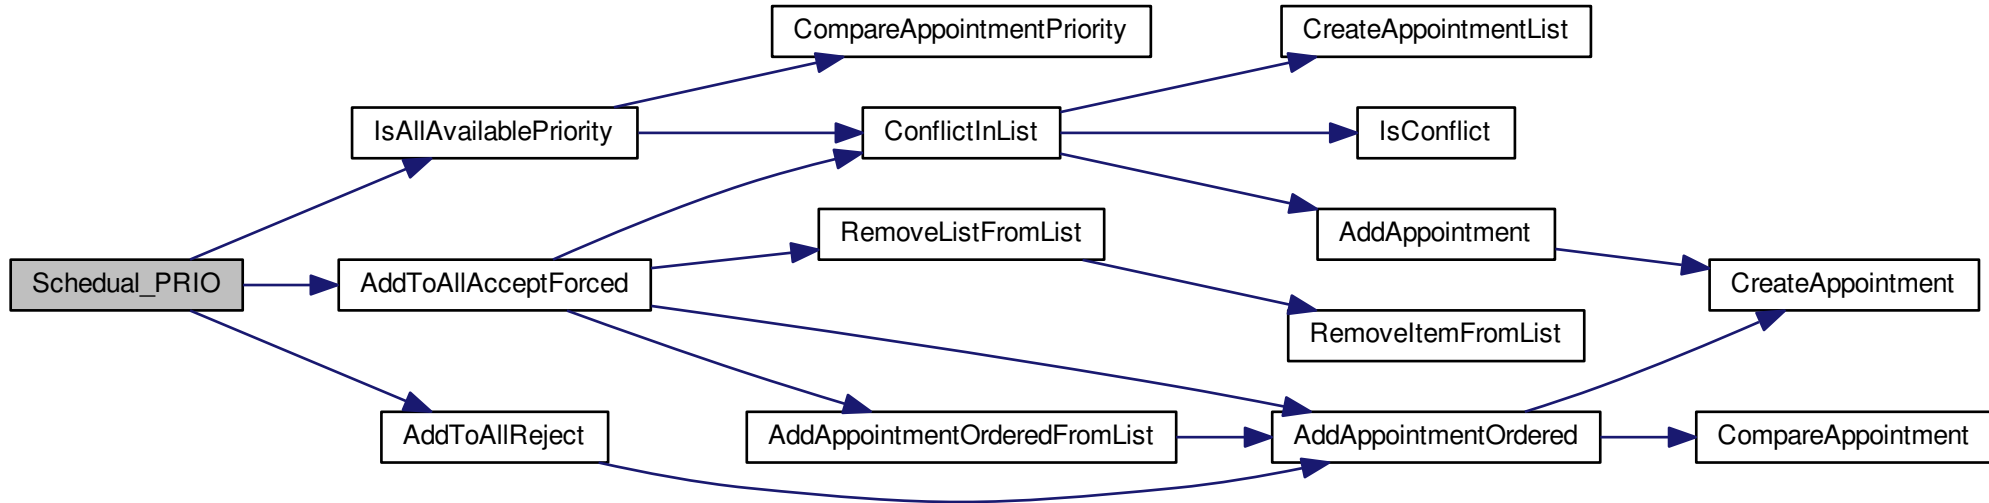 CompareAppointmentPriority
CreateAppointmentList
IsAllAvailablePriority
ConflictInList
IsConflict
RemoveListFromList
AddAppointment
Schedual_PRIO
AddToAllAcceptForced
CreateAppointment
RemoveItemFromList
AddToAllReject
AddAppointmentOrderedFromList
AddAppointmentOrdered
CompareAppointment